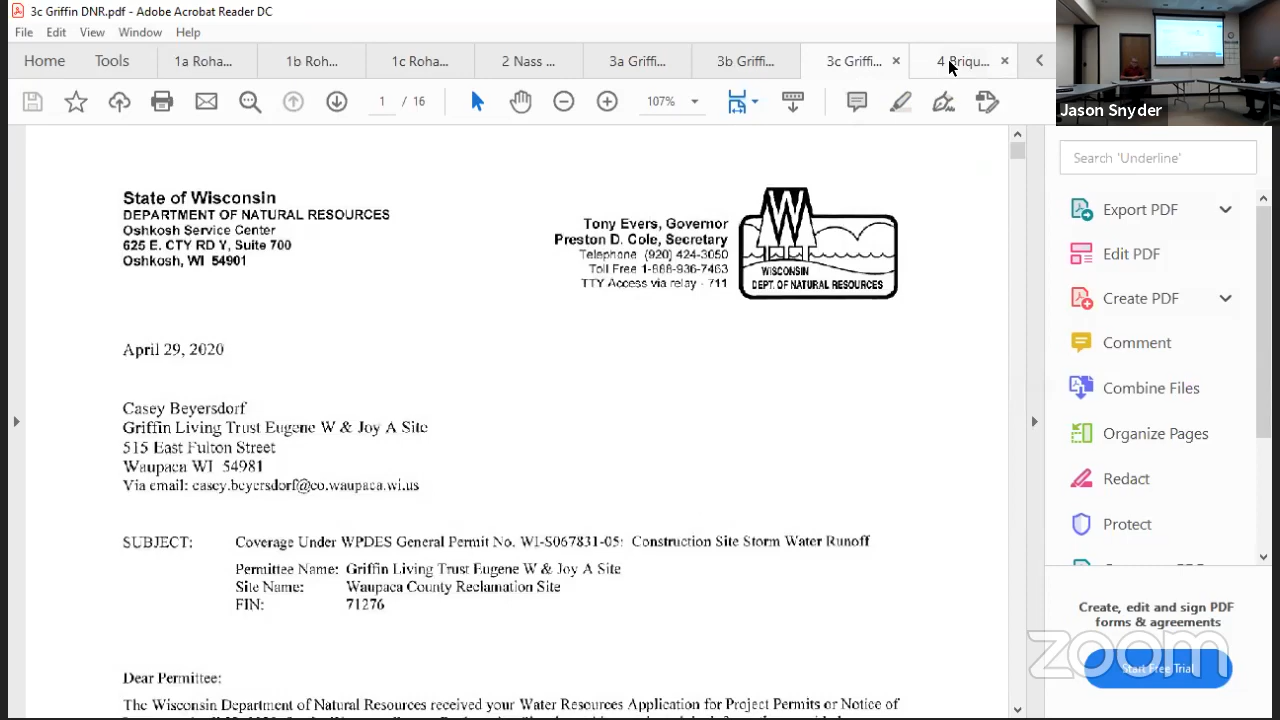 3c Griffin DNR.pdf - Adobe Acrobat Reader DC
File Edit View Window Help
Home Tools 1a Roha... 1b Roh... 1c Roha... 2 Nass ... 3a Griffi... 3b Griffi... 3c Griffi... 4 Briqu...
1 / 16 107%
Jason Snyder
Search 'Underline'
State of Wisconsin
DEPARTMENT OF NATURAL RESOURCES
Oshkosh Service Center
625 E. CTY RD Y, Suite 700
Oshkosh, WI 54901
Tony Evers, Governor
Preston D. Cole, Secretary
Telephone (920) 424-3050
Toll Free 1-888-936-7463
TTY Access via relay - 711
W
WISCONSIN
DEPT. OF NATURAL RESOURCES
April 29, 2020
Casey Beyersdorf
Griffin Living Trust Eugene W & Joy A Site
515 East Fulton Street
Waupaca WI 54981
Via email: casey.beyersdorf@co.waupaca.wi.us
SUBJECT: Coverage Under WPDES General Permit No. WI-S067831-05: Construction Site Storm Water Runoff
Permittee Name: Griffin Living Trust Eugene W & Joy A Site
Site Name: Waupaca County Reclamation Site
FIN: 71276
Dear Permittee:
The Wisconsin Department of Natural Resources received your Water Resources Application for Project Permits or Notice of
Export PDF
Edit PDF
Create PDF
Comment
Combine Files
Organize Pages
Redact
Protect
Create, edit and sign PDF
forms & agreements
Start Free Trial
zoom